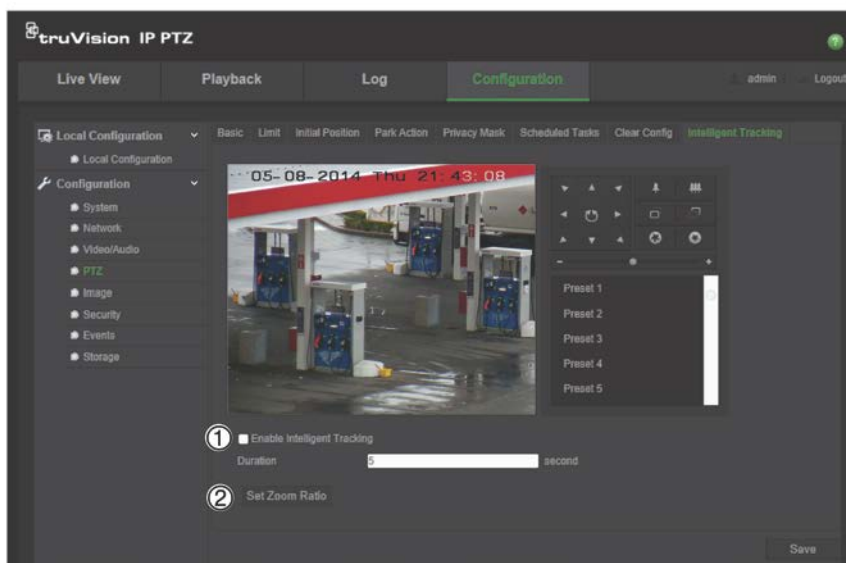 truVision IP PTZ
Live View Playback Log Configuration admin Logout
Local Configuration
Local Configuration
Configuration
System
Network
Video/Audio
PTZ
Image
Security
Events
Storage
Basic Limit Initial Position Park Action Privacy Mask Scheduled Tasks Clear Config Intelligent Tracking
05-08-2014 Thu 21:43:08
Preset 1
Preset 2
Preset 3
Preset 4
Preset 5
① Enable Intelligent Tracking
Duration 5 second
② Set Zoom Ratio
Save